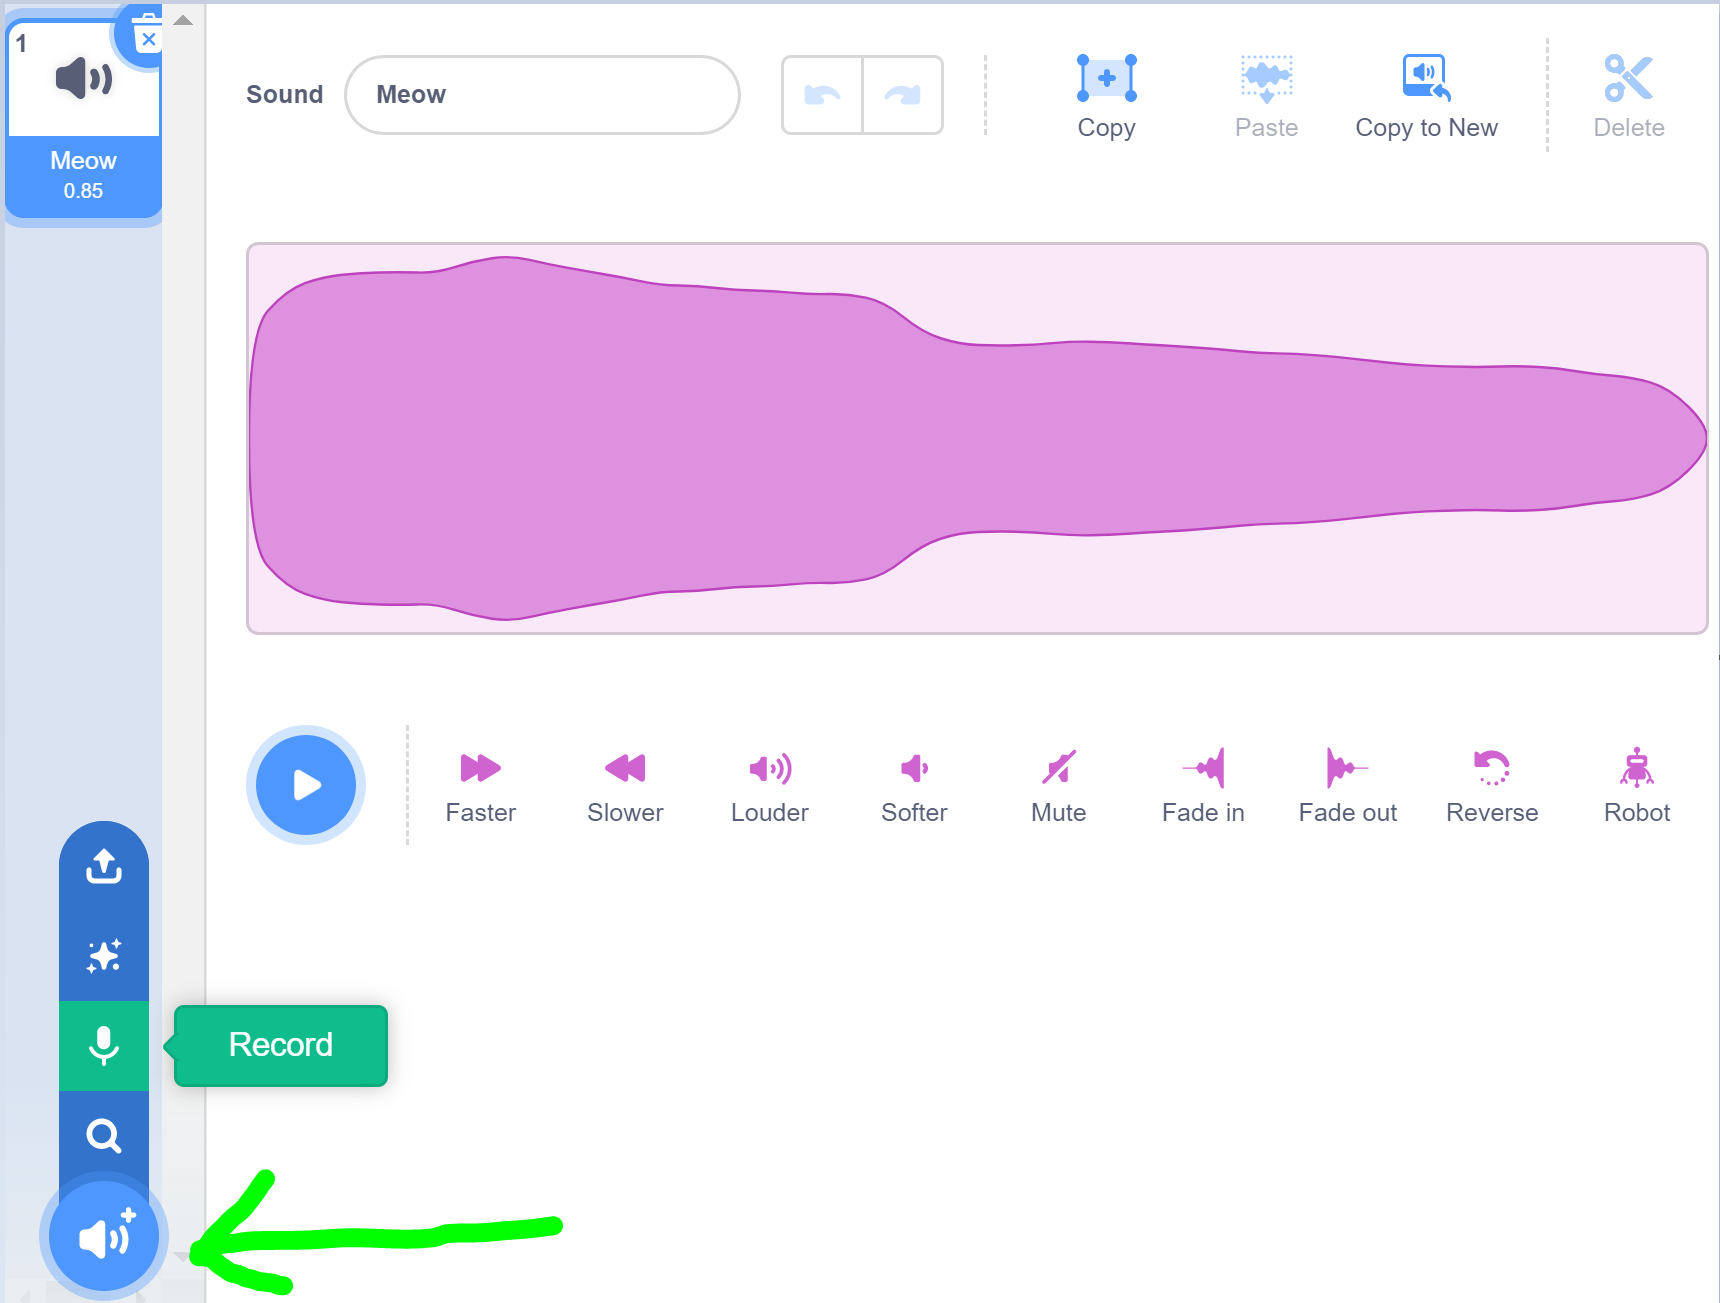 1
Meow
0.85
Sound
Meow
Copy
Paste
Copy to New
Delete
Faster
Slower
Louder
Softer
Mute
Fade in
Fade out
Reverse
Robot
Record